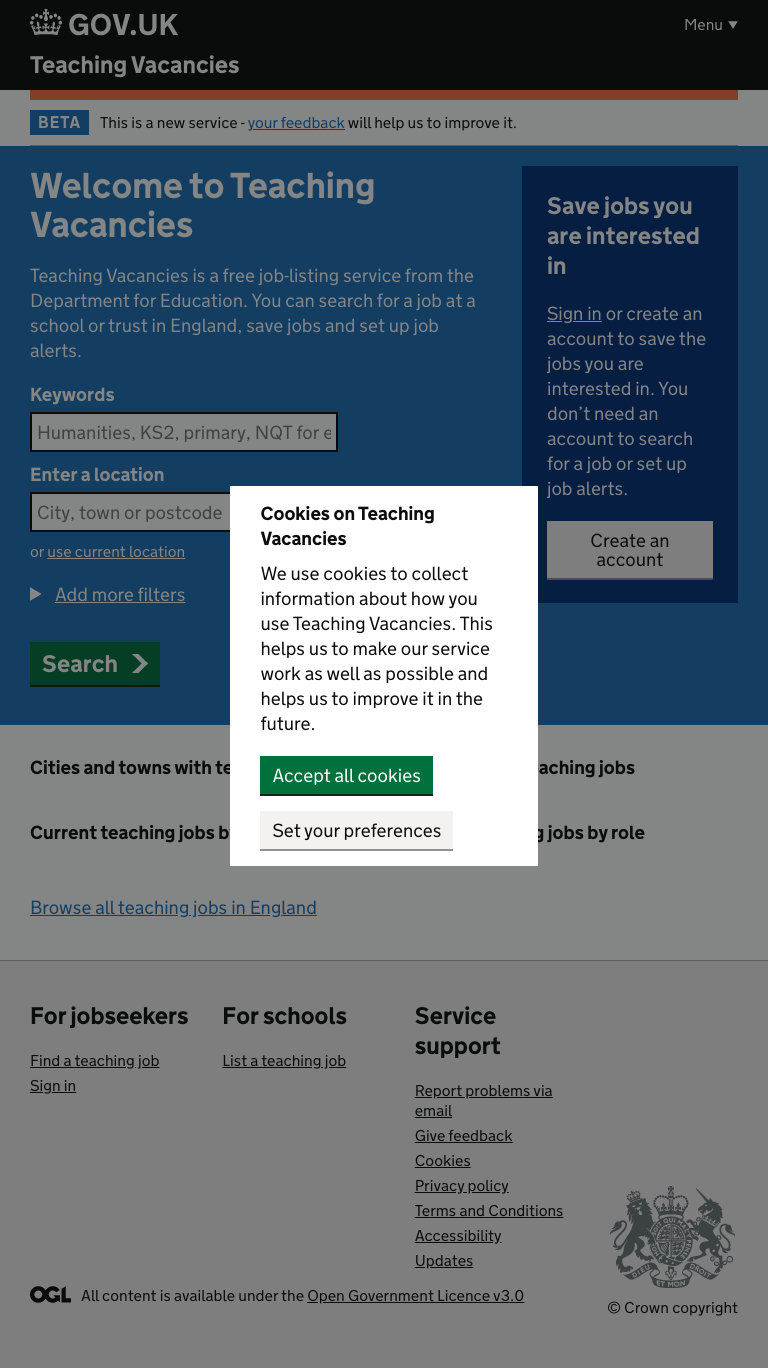 GOV.UK
Menu ▼
Teaching Vacancies
BETA
This is a new service - your feedback will help us to improve it.
Welcome to Teaching
Vacancies
Teaching Vacancies is a free job-listing service from the
Department for Education. You can search for a job at a
school or trust in England, save jobs and set up job
alerts.
Keywords
Humanities, KS2, primary, NQT for e
Enter a location
City, town or postcode
or use current location
Add more filters
Search
Save jobs you
are interested
in
Sign in or create an
account to save the
jobs you are
interested in. You
don’t need an
account to search
for a job or set up
job alerts.
Create an
account
Cookies on Teaching
Vacancies
We use cookies to collect
information about how you
use Teaching Vacancies. This
helps us to make our service
work as well as possible and
helps us to improve it in the
future.
Accept all cookies
Set your preferences
Cities and towns with
jobs
Current teaching jobs
jobs by role
Browse all teaching jobs in England
For jobseekers
Find a teaching job
Sign in
For schools
List a teaching job
Service
support
Report problems via
email
Give feedback
Cookies
Privacy policy
Terms and Conditions
Accessibility
Updates
OGL
All content is available under the Open Government Licence v3.0
© Crown copyright